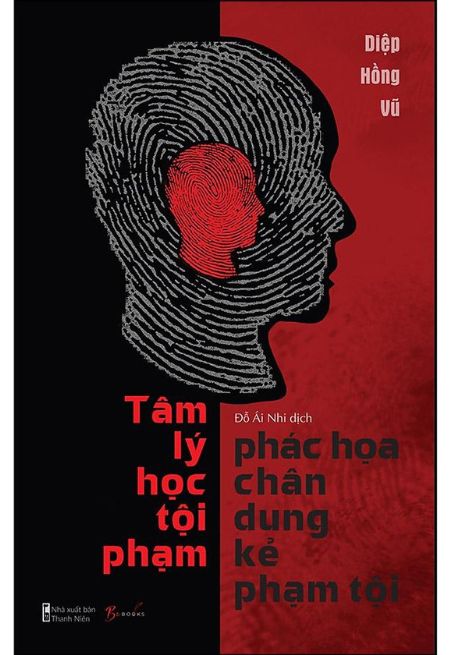 Diệp
Hồng
Vũ
Tâm
lý
học
tội
phạm
Đỗ Ái Nhi dịch
phác họa
chân
dung
kẻ
phạm tội
Nhà xuất bản
Thanh Niên
BOOKS